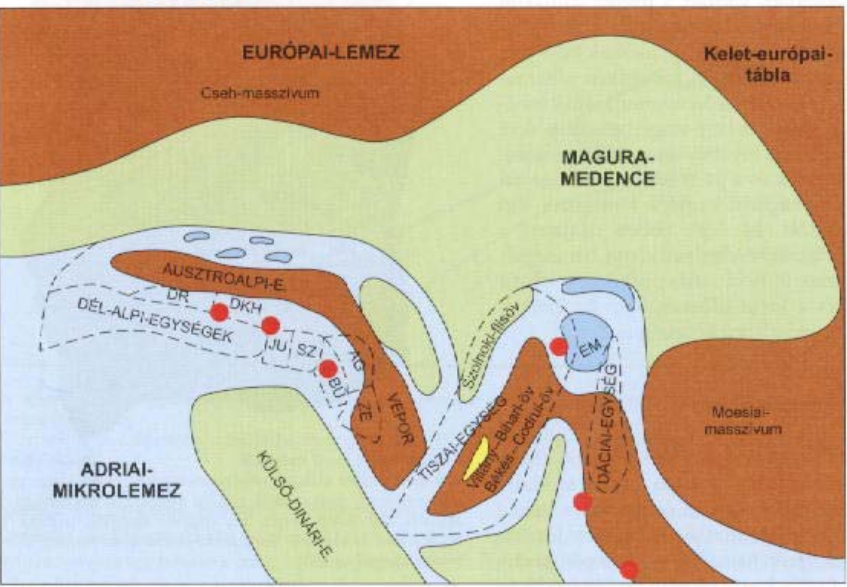 EURÓPAI-LEMEZ
Cseh-masszívum
Kelet-európai-
tábla
MAGURA-
MEDENCE
AUSZTROALPI-E.
DR
DKH
DÉL-ALPI-EGYSÉGEK
JU
SZ
BÜ
AG
ZE
VEPOR
Szolnoki-flisöv
EM
TISZAI-EGYSÉG
Villány–Bihari-öv
Békés–Codrui-öv
DÁCIAI-EGYSÉG
Moesiai-
masszívum
ADRIAI-
MIKROLEMEZ
KÜLSŐ-DINÁRI-E.